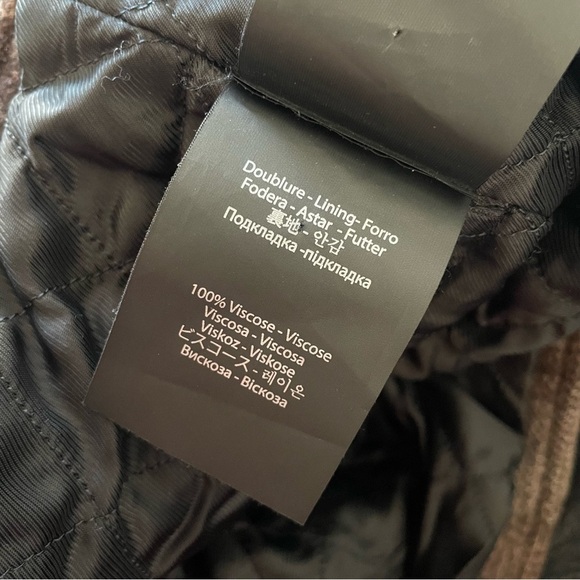 Doublure - Lining- Forro
Fodera - Astar - Futter
裏地 - 안감
Подкладка -підкладка
100% Viscose - Viscose
Viscosa - Viscosa
Viskoz - Viskose
ビスコース - 레이온
Вискоза - Віскоза